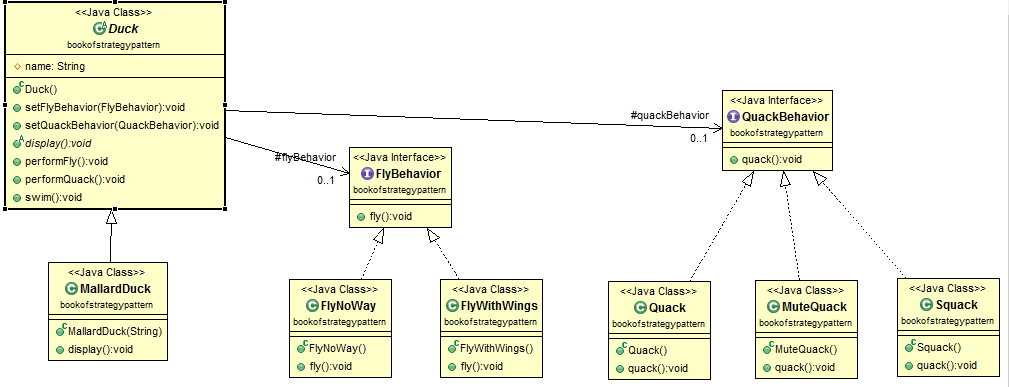 <<Java Class>>
Duck
bookofstrategypattern
name: String
Duck()
setFlyBehavior(FlyBehavior):void
setQuackBehavior(QuackBehavior):void
display():void
performFly():void
performQuack():void
swim():void
#quackBehavior
0..1
<<Java Interface>>
QuackBehavior
bookofstrategypattern
quack():void
#flyBehavior
0..1
<<Java Interface>>
FlyBehavior
bookofstrategypattern
fly():void
<<Java Class>>
MallardDuck
bookofstrategypattern
MallardDuck(String)
display():void
<<Java Class>>
FlyNoWay
bookofstrategypattern
FlyNoWay()
fly():void
<<Java Class>>
FlyWithWings
bookofstrategypattern
FlyWithWings()
fly():void
<<Java Class>>
Quack
bookofstrategypattern
Quack()
quack():void
<<Java Class>>
MuteQuack
bookofstrategypattern
MuteQuack()
quack():void
<<Java Class>>
Squack
bookofstrategypattern
Squack()
quack():void